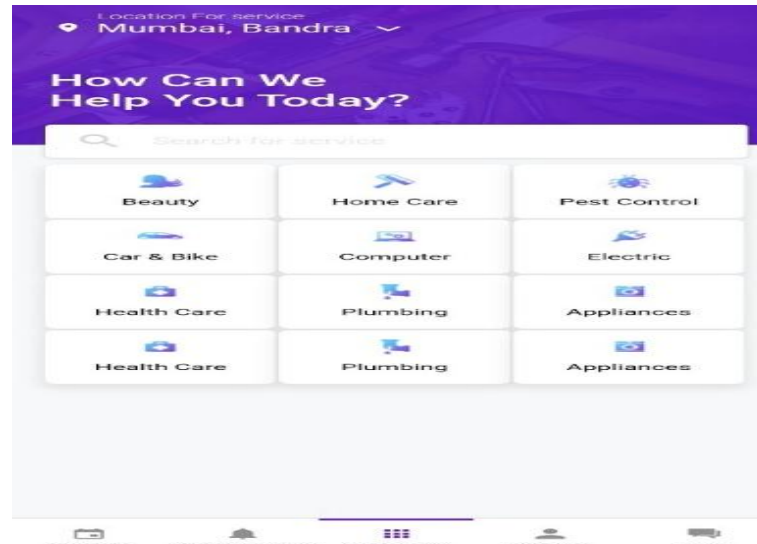 Location For service
Mumbai, Bandra
How Can We
Help You Today?
Search for service
Beauty
Home Care
Pest Control
Car & Bike
Computer
Electric
Health Care
Plumbing
Appliances
Health Care
Plumbing
Appliances